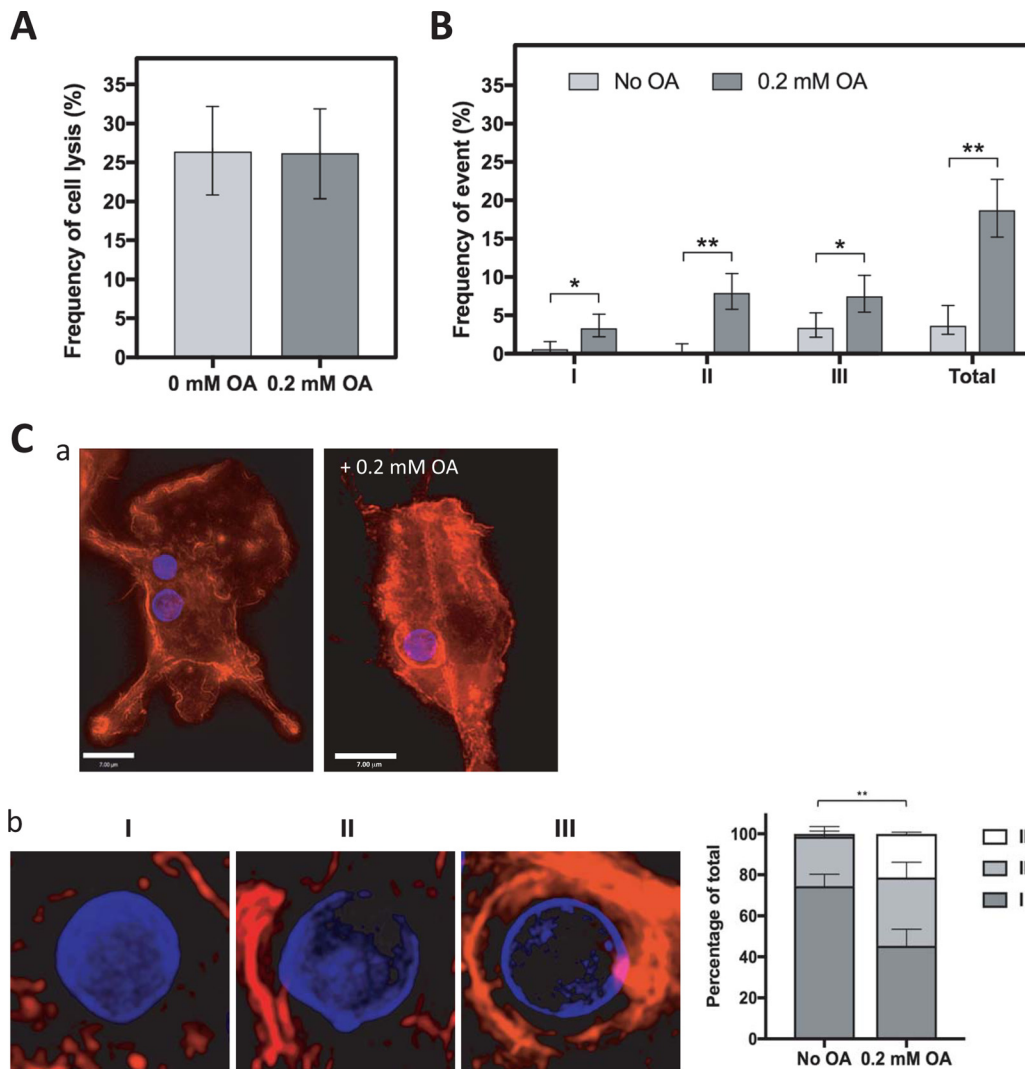 A
Frequency of cell lysis (%)
35
30
25
20
15
10
5
0
0 mM OA 0.2 mM OA
B
Frequency of event (%)
No OA 0.2 mM OA
35
30
25
20
15
10
5
0
* ** * **
I II III Total
C
a
+ 0.2 mM OA
7.00 µm
7.00 µm
b
I II III
Percentage of total
**
100
80
60
40
20
0
No OA 0.2 mM OA
II
II
I